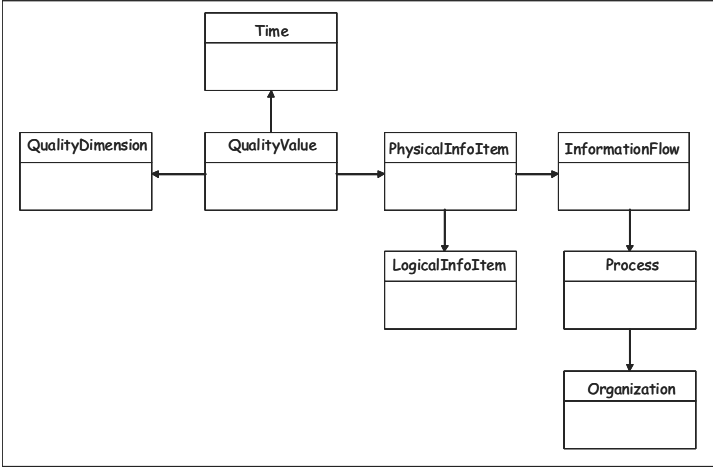 Time
QualityDimension
QualityValue
PhysicalInfoItem
InformationFlow
LogicalInfoItem
Process
Organization